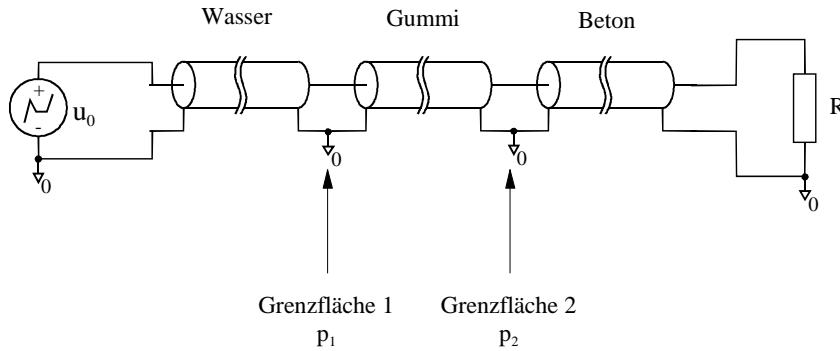 Wasser
Gummi
Beton
+
-
u0
R
0
0
0
0
Grenzfläche 1
p1
Grenzfläche 2
p2